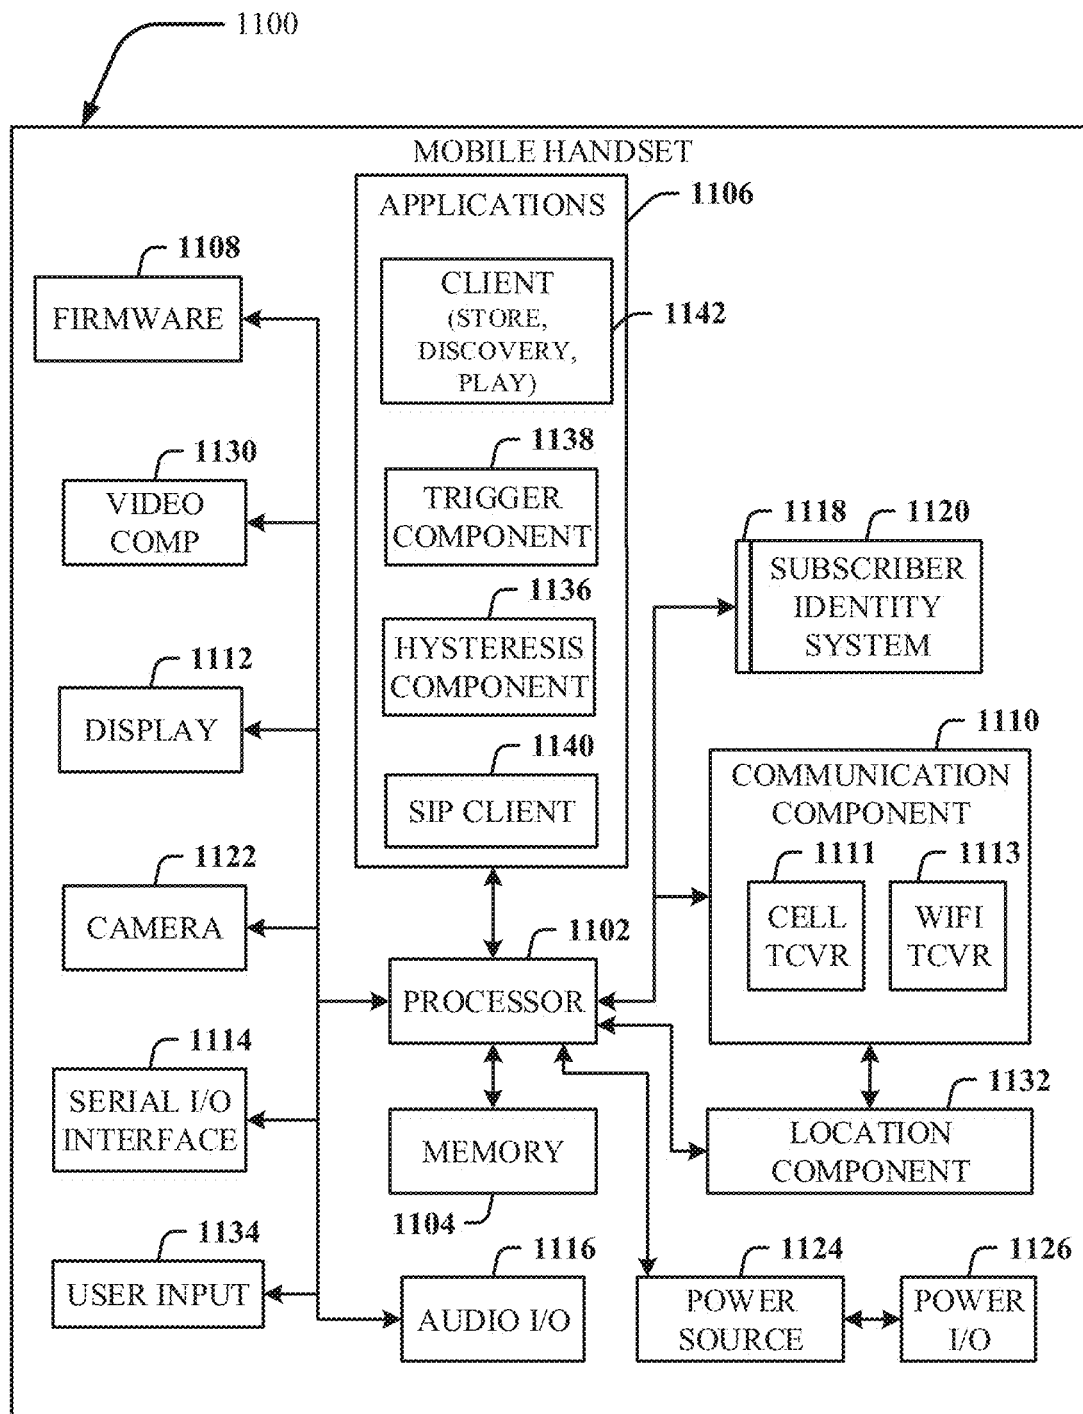 1100
MOBILE HANDSET
APPLICATIONS
1106
CLIENT
(STORE,
DISCOVERY,
PLAY)
1142
1138
TRIGGER
COMPONENT
1136
HYSTERESIS
COMPONENT
1140
SIP CLIENT
1108
FIRMWARE
1130
VIDEO
COMP
1112
DISPLAY
1122
CAMERA
1114
SERIAL I/O
INTERFACE
1134
USER INPUT
1102
PROCESSOR
MEMORY
1104
1116
AUDIO I/O
1118
1120
SUBSCRIBER
IDENTITY
SYSTEM
1110
COMMUNICATION
COMPONENT
1111
CELL
TCVR
1113
WIFI
TCVR
1132
LOCATION
COMPONENT
1124
POWER
SOURCE
1126
POWER
I/O